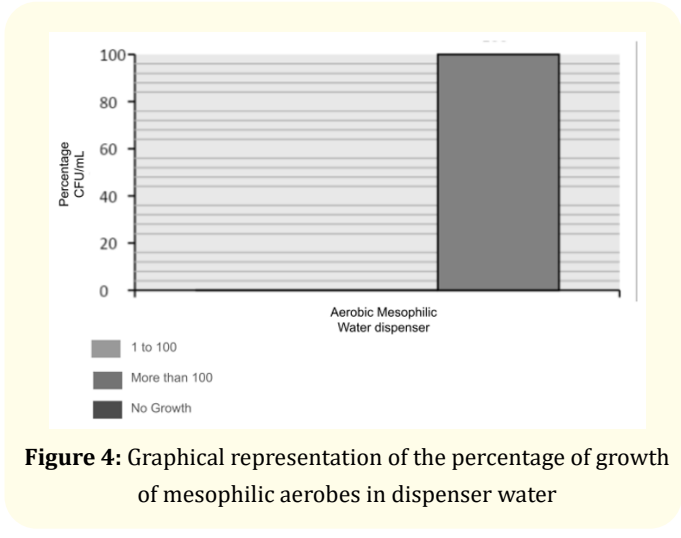 100
80
60
40
20
0
Percentage
CFU/mL
Aerobic Mesophilic
Water dispenser
1 to 100
More than 100
No Growth
Figure 4: Graphical representation of the percentage of growth
of mesophilic aerobes in dispenser water